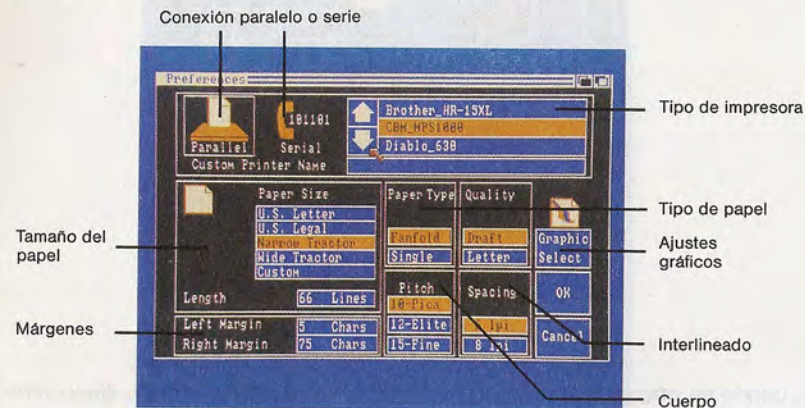 Conexión paralelo o serie
Preferences
Parallel
101101
Serial
Custom Printer Name
Brother_HR-15XL
CBM_MPS1000
Diablo_630
Tipo de impresora
Paper Size
U.S. Letter
U.S. Legal
Narrow Tractor
Wide Tractor
Custom
Length
66 Lines
Paper Type
Fanfold
Single
Quality
Draft
Letter
Graphic
Select
Pitch
10-Pica
12-Elite
15-Fine
Spacing
lpi
8 lpi
OK
Cancel
Left Margin
5 Chars
Right Margin
75 Chars
Tamaño del
papel
Márgenes
Tipo de papel
Ajustes
gráficos
Interlineado
Cuerpo